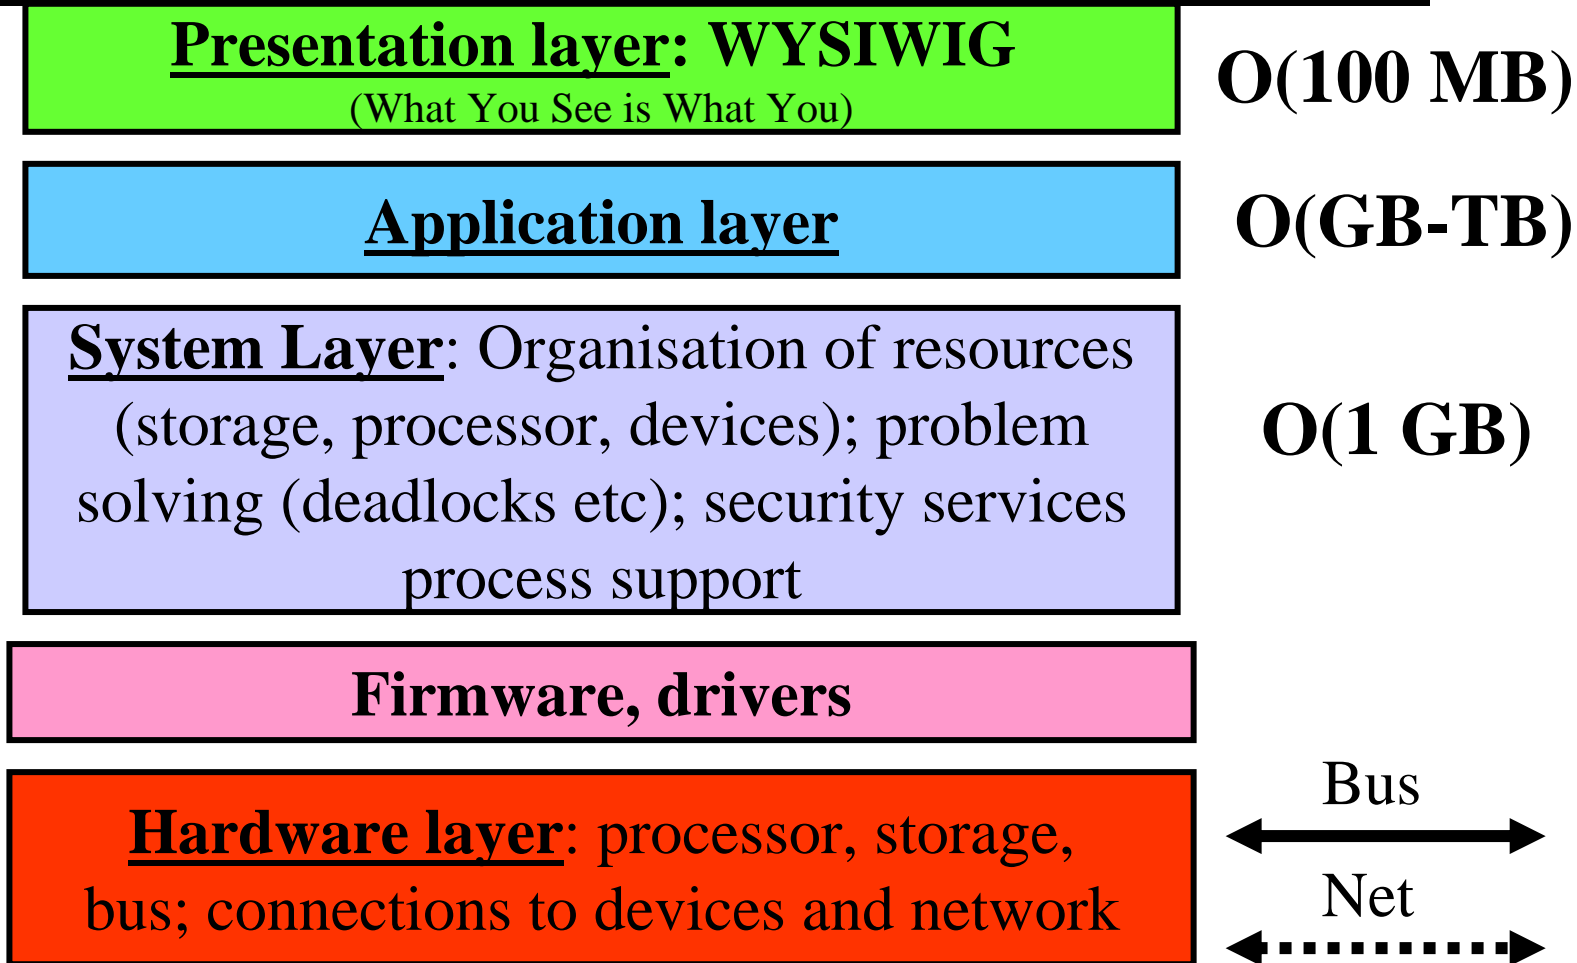 Presentation layer: WYSIWIG
(What You See is What You)
O(100 MB)
Application layer
O(GB-TB)
System Layer: Organisation of resources
(storage, processor, devices); problem
solving (deadlocks etc); security services
process support
O(1 GB)
Firmware, drivers
Hardware layer: processor, storage,
bus; connections to devices and network
Bus
Net